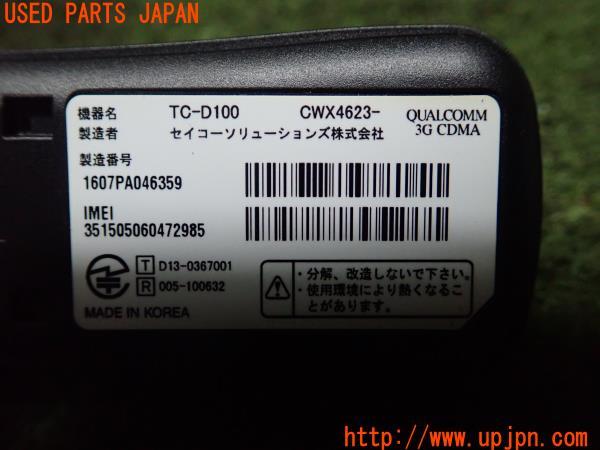 USED PARTS JAPAN
機器名 TC-D100 CWX4623- QUALCOMM
製造者 セイコーソリューションズ株式会社 3G CDMA
製造番号
1607PA046359
IMEI
351505060472985
T D13-0367001
R 005-100632
MADE IN KOREA
・分解、改造しないで下さい。
・使用環境により熱くなるこ
とがあります。
upj
www.upjpn.com